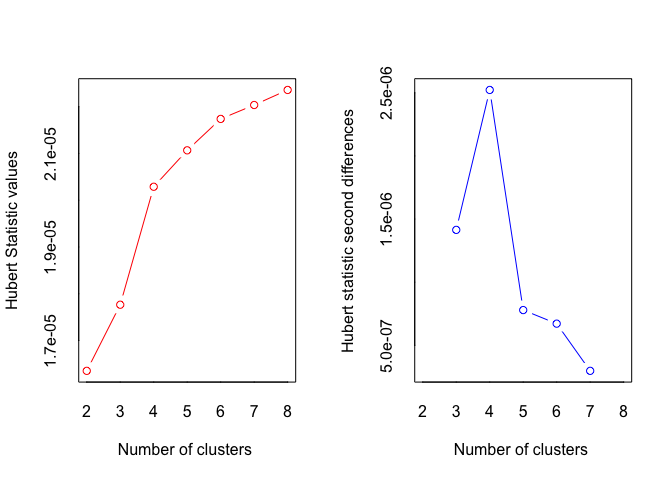 Hubert Statistic values
1.7e-05 1.9e-05 2.1e-05
2 3 4 5 6 7 8
Number of clusters
Hubert statistic second differences
5.0e-07 1.5e-06 2.5e-06
2 3 4 5 6 7 8
Number of clusters